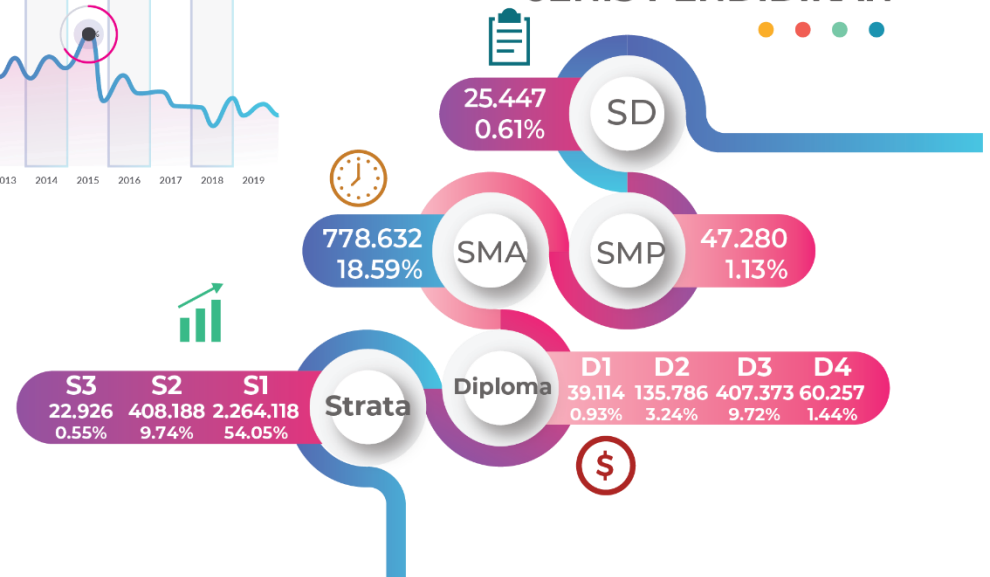 2014 2015 2016 2017 2018 2019
SD
25.447
0.61%
SMP
47.280
1.13%
SMA
778.632
18.59%
Diploma
D1 D2 D3 D4
39.114 135.786 407.373 60.257
0.93% 3.24% 9.72% 1.44%
Strata
S3 S2 S1
22.926 408.188 2.264.118
0.55% 9.74% 54.05%
$